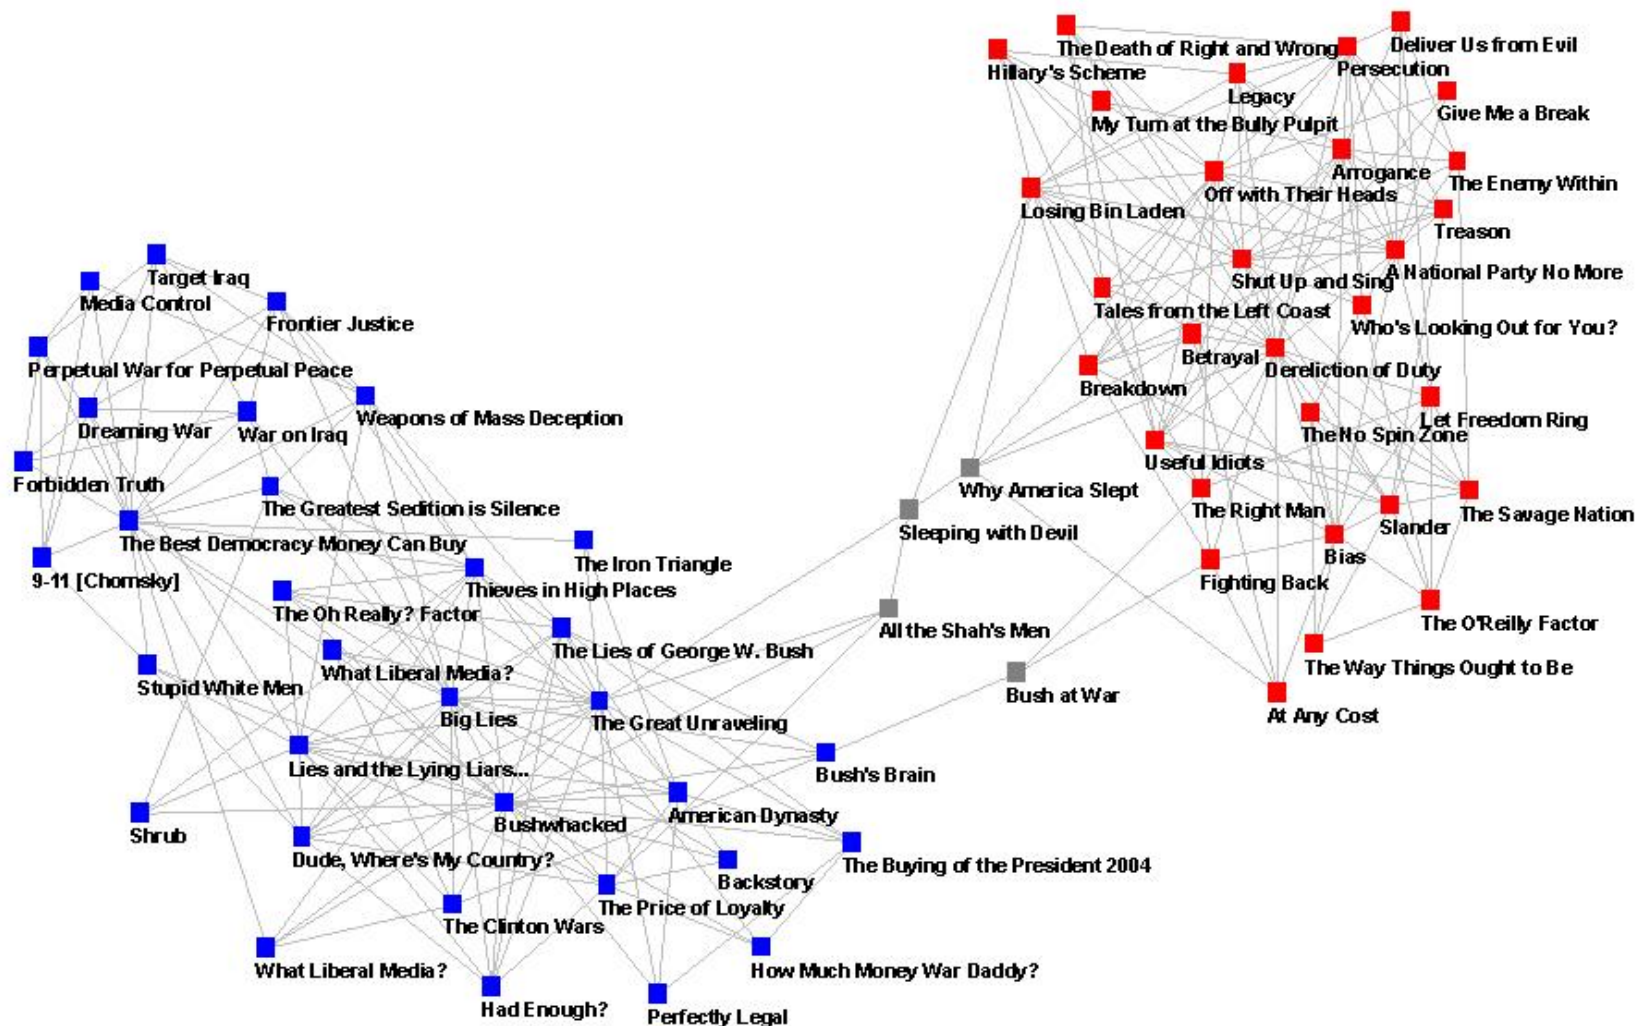 The Death of Right and Wrong
Deliver Us from Evil
Persecution
Hillary's Scheme
Legacy
Give Me a Break
My Turn at the Bully Pulpit
Arrogance
The Enemy Within
Off with Their Heads
Losing Bin Laden
Treason
A National Party No More
Shut Up and Sing
Target Iraq
Media Control
Tales from the Left Coast
Frontier Justice
Who's Looking Out for You?
Betrayal
Perpetual War for Perpetual Peace
Dereliction of Duty
Breakdown
Weapons of Mass Deception
Let Freedom Ring
Dreaming War
War on Iraq
The No Spin Zone
Useful Idiots
Forbidden Truth
Why America Slept
The Greatest Sedition is Silence
The Right Man
The Savage Nation
Slander
Sleeping with Devil
The Best Democracy Money Can Buy
Bias
The Iron Triangle
9-11 [Chomsky]
Fighting Back
Thieves in High Places
The Oh Really? Factor
The O'Reilly Factor
All the Shah's Men
The Lies of George W. Bush
The Way Things Ought to Be
What Liberal Media?
Stupid White Men
Bush at War
At Any Cost
Big Lies
The Great Unraveling
Lies and the Lying Liars...
Bush's Brain
American Dynasty
Bushwhacked
Shrub
Dude, Where's My Country?
The Buying of the President 2004
Backstory
The Price of Loyalty
The Clinton Wars
What Liberal Media?
How Much Money War Daddy?
Had Enough?
Perfectly Legal